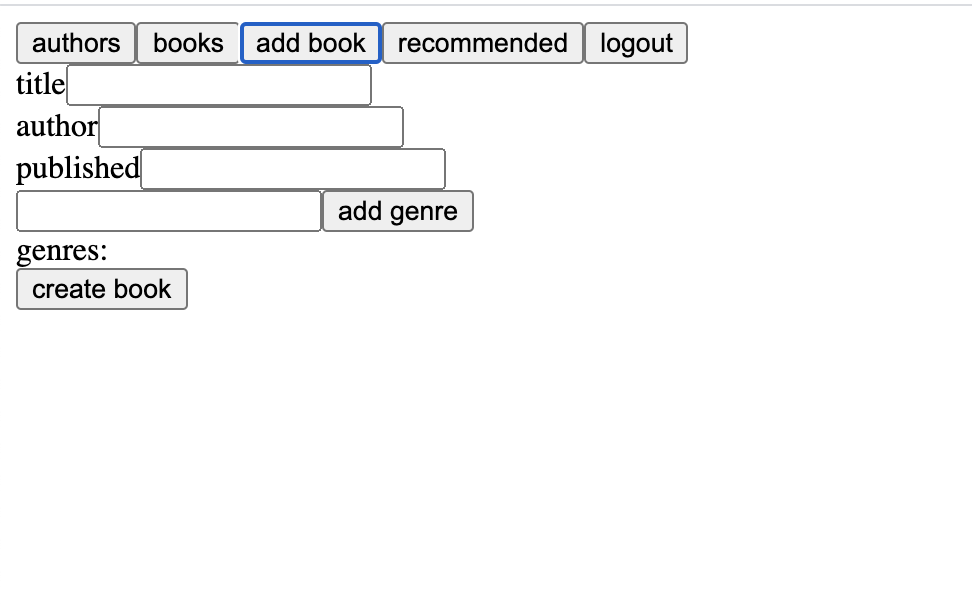 authors books add book recommended logout
title
author
published
add genre
genres:
create book